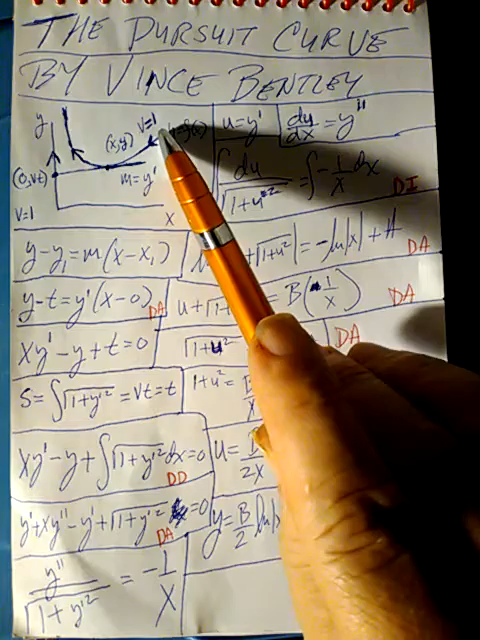 THE PURSUIT CURVE
BY VINCE BENTLEY
y
V=1
(x,y)
(0,vt)
m=y'
V=1
x
y-y₁=m(x-x₁)
y-t=y'(x-0) DA
xy'-y+t=0
S=∫√1+y'² =vt=t
xy'-y+∫√1+y'² dx=0 DD
y'+xy''-y'+√1+y'² =0 DA
y''/√1+y'² = -1/x
u=y'
du/dx=y''
∫du/√1+u² =∫-1/x dx DI
+√1+u²|=-ln|x|+A DA
u+√1+ =B(1/x) DA
√1+u² DA
1+u²= B/x
u= /2x
y=B/2 ln|x